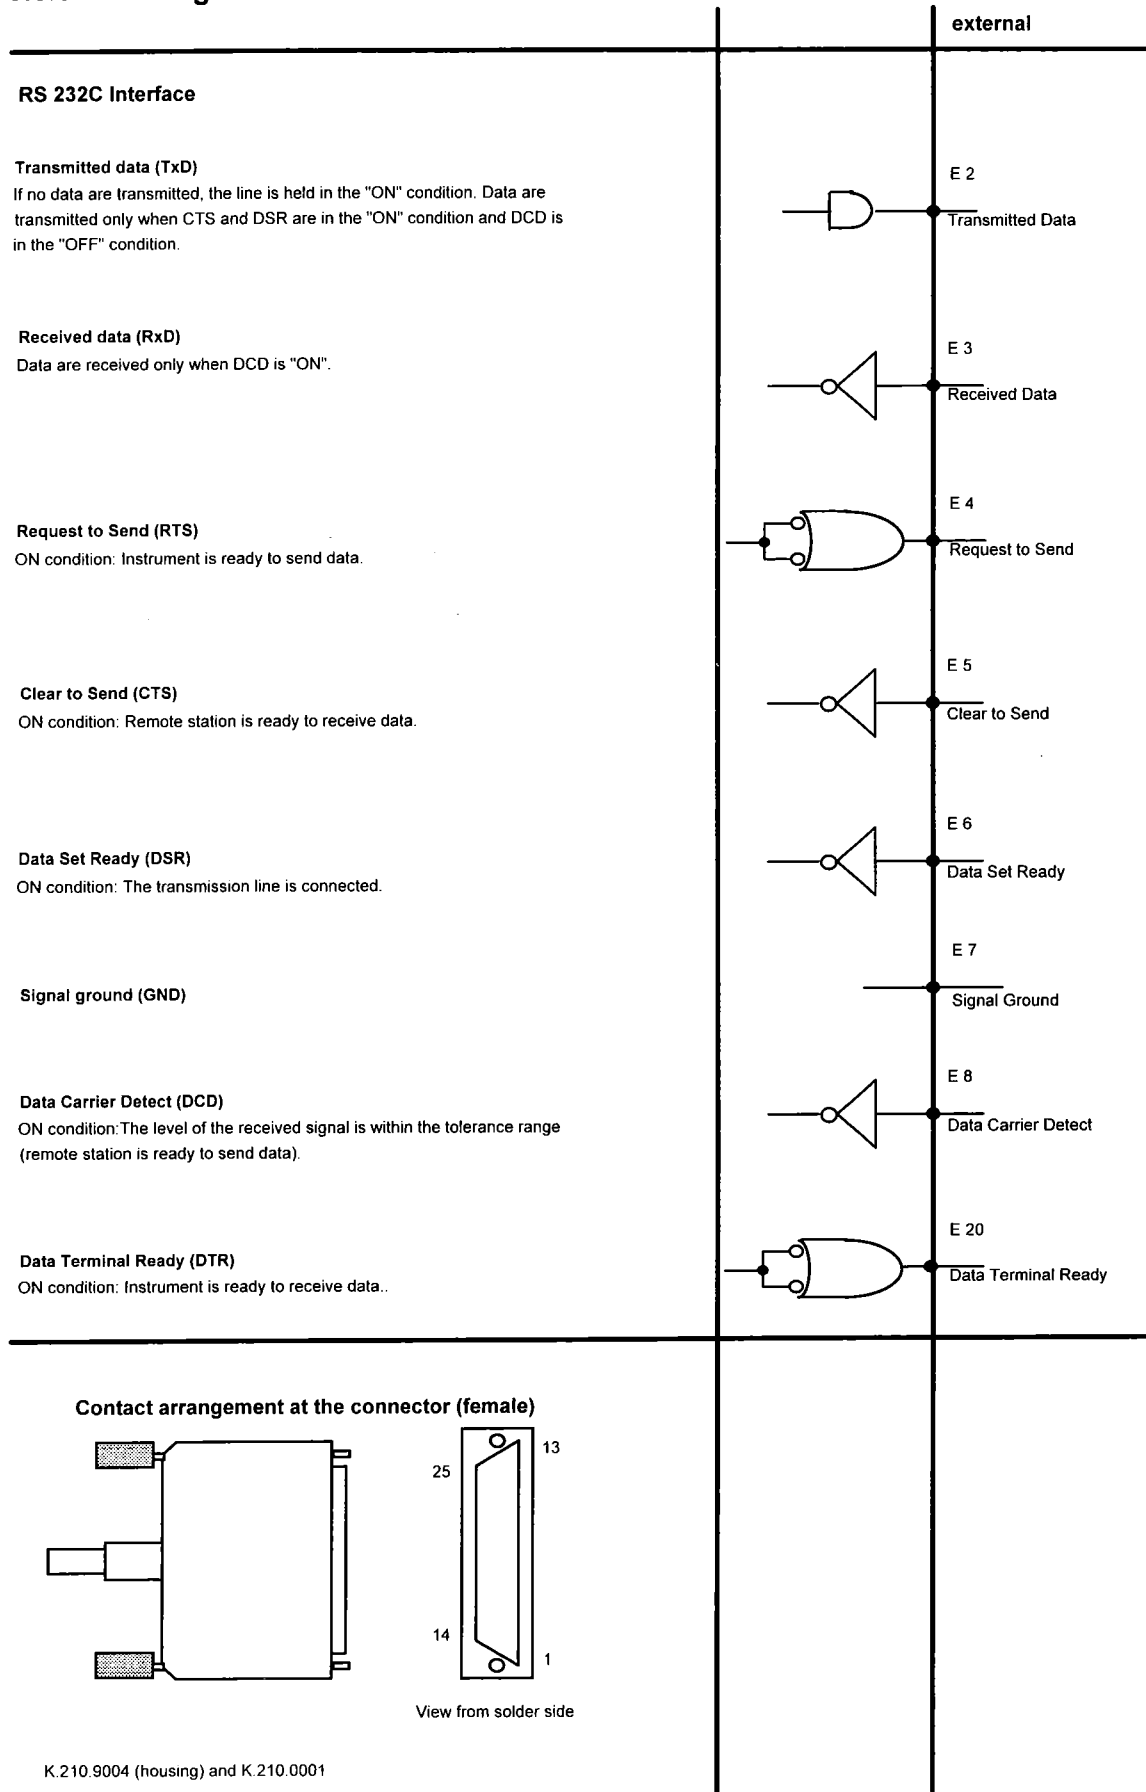 external
RS 232C Interface
Transmitted data (TxD)
If no data are transmitted, the line is held in the "ON" condition. Data are
transmitted only when CTS and DSR are in the "ON" condition and DCD is
in the "OFF" condition.
E 2
Transmitted Data
Received data (RxD)
Data are received only when DCD is "ON".
E 3
Received Data
Request to Send (RTS)
ON condition: Instrument is ready to send data.
E 4
Request to Send
Clear to Send (CTS)
ON condition: Remote station is ready to receive data.
E 5
Clear to Send
Data Set Ready (DSR)
ON condition: The transmission line is connected.
E 6
Data Set Ready
Signal ground (GND)
E 7
Signal Ground
Data Carrier Detect (DCD)
ON condition:The level of the received signal is within the tolerance range
(remote station is ready to send data).
E 8
Data Carrier Detect
Data Terminal Ready (DTR)
ON condition: Instrument is ready to receive data..
E 20
Data Terminal Ready
Contact arrangement at the connector (female)
13
25
14
1
View from solder side
K.210.9004 (housing) and K.210.0001